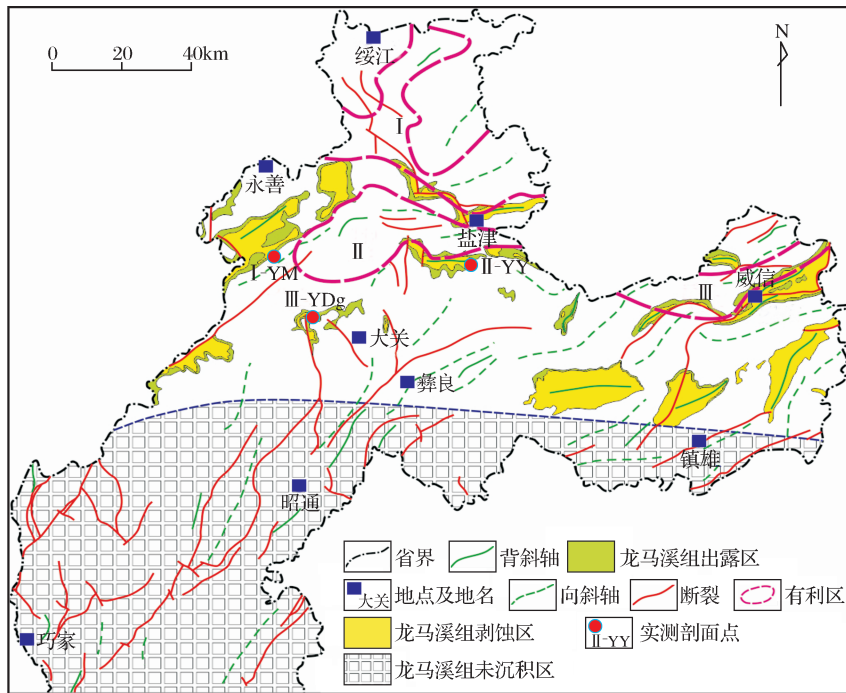 0 20 40km
N
绥江
Ⅰ
永善
盐津
Ⅱ
Ⅰ-YM
Ⅱ-YY
Ⅲ
威信
Ⅲ-YDg
大关
彝良
镇雄
昭通
巧家
省界 背斜轴 龙马溪组出露区
大关 地点及地名 向斜轴 断裂 有利区
龙马溪组剥蚀区 Ⅱ-YY 实测剖面点
龙马溪组未沉积区